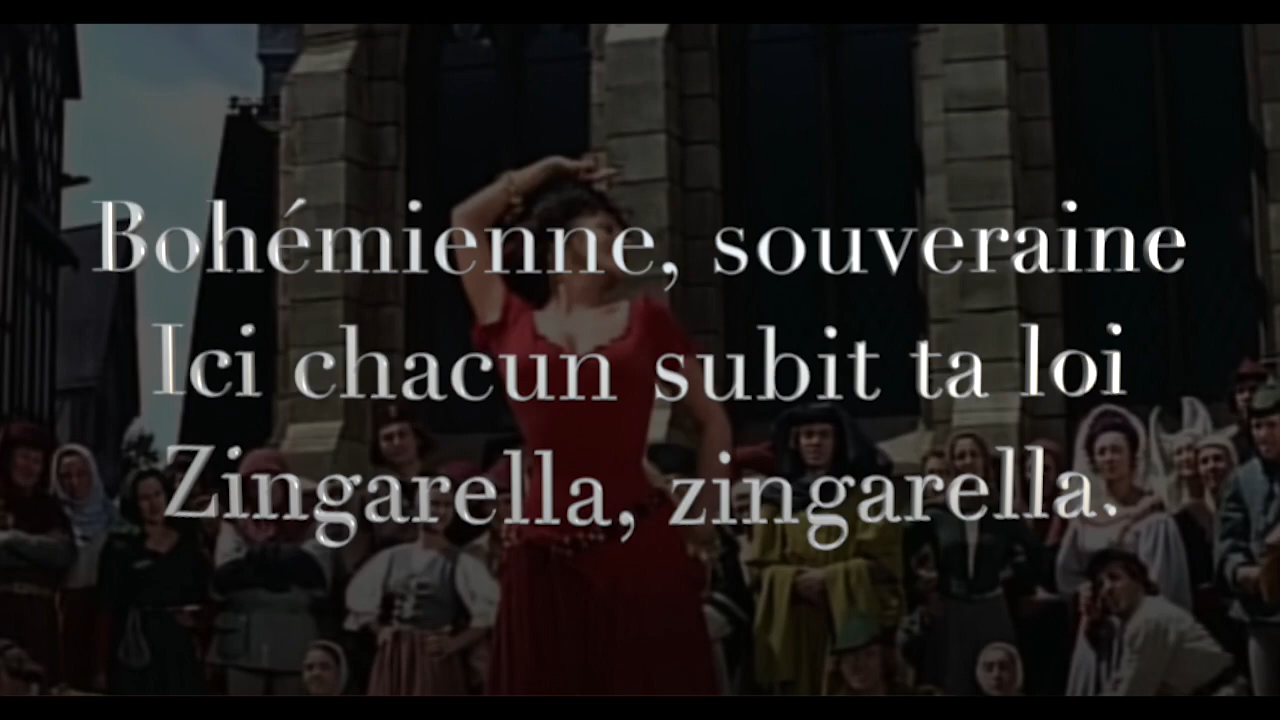 Bohémienne, souveraine
Ici chacun subit ta loi
Zingarella, zingarella.